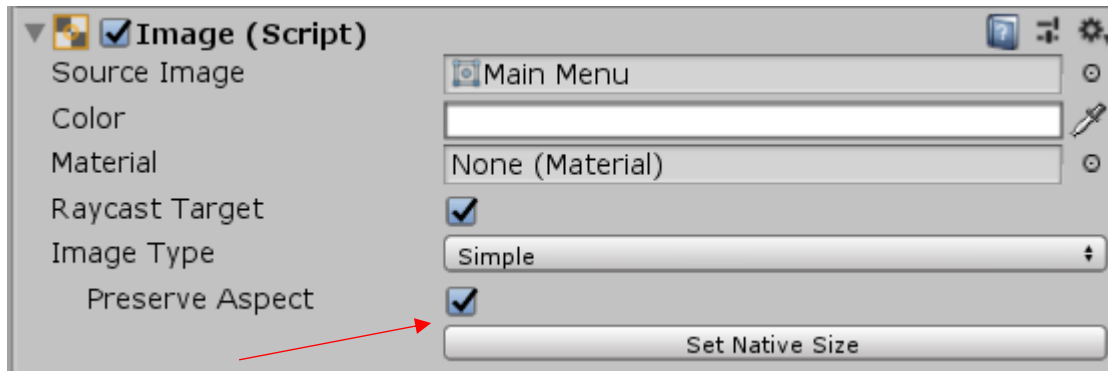 Image (Script)
Source Image Main Menu
Color
Material None (Material)
Raycast Target
Image Type Simple
Preserve Aspect
Set Native Size